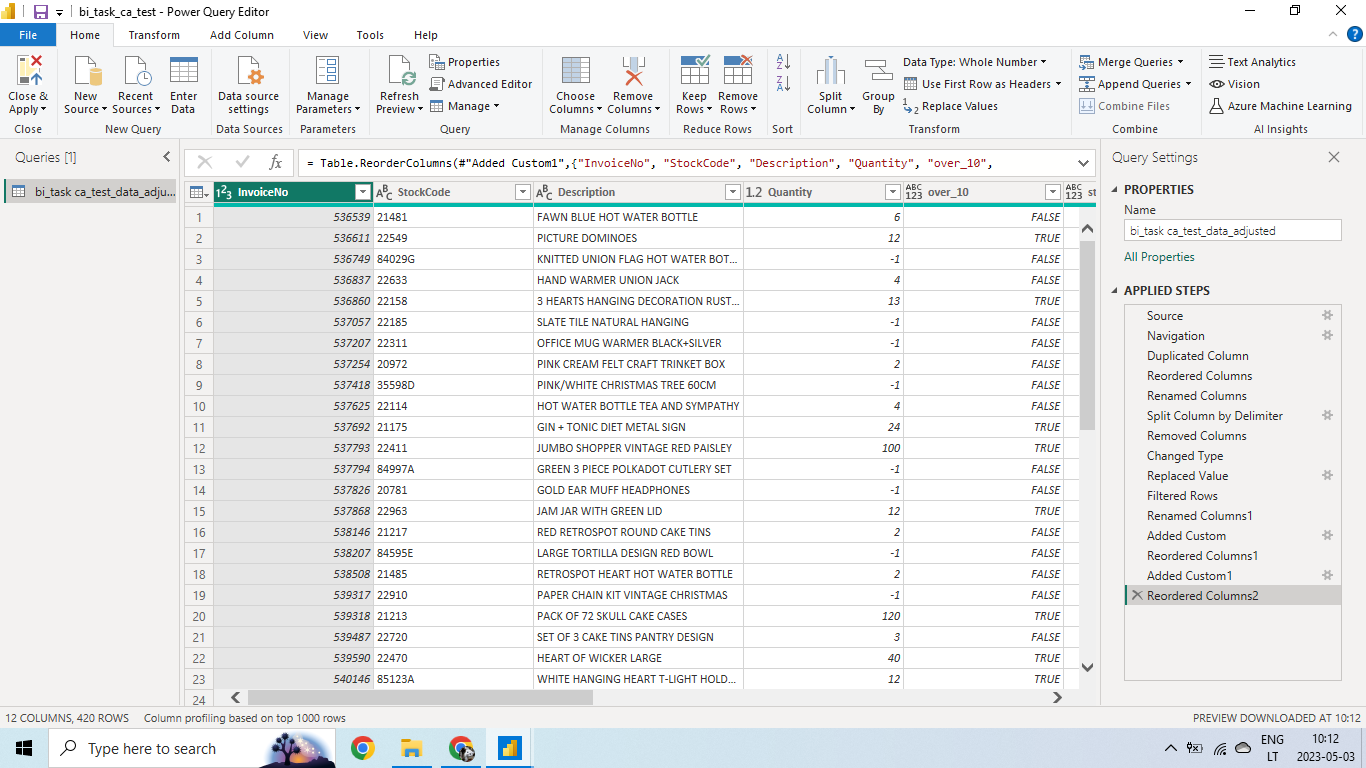 bi_task_ca_test - Power Query Editor
File Home Transform Add Column View Tools Help
Close & Apply
New Source
Recent Sources
Enter Data
Data source settings
Manage Parameters
Refresh Preview
Properties
Advanced Editor
Manage
Choose Columns
Remove Columns
Keep Rows
Remove Rows
Split Column
Group By
Data Type: Whole Number
Use First Row as Headers
Replace Values
Merge Queries
Append Queries
Combine Files
Text Analytics
Vision
Azure Machine Learning
Close New Query Data Sources Parameters Query Manage Columns Reduce Rows Sort Transform Combine AI Insights
Queries [1]
bi_task ca_test_data_adju...
= Table.ReorderColumns(#"Added Custom1",{"InvoiceNo", "StockCode", "Description", "Quantity", "over_10",
InvoiceNo StockCode Description 1.2 Quantity ABC 123 over_10 ABC 123 st
1 536539 21481 FAWN BLUE HOT WATER BOTTLE 6 FALSE
2 536611 22549 PICTURE DOMINOES 12 TRUE
3 536749 84029G KNITTED UNION FLAG HOT WATER BOT... -1 FALSE
4 536837 22633 HAND WARMER UNION JACK 4 FALSE
5 536860 22158 3 HEARTS HANGING DECORATION RUST... 13 TRUE
6 537057 22185 SLATE TILE NATURAL HANGING -1 FALSE
7 537207 22311 OFFICE MUG WARMER BLACK+SILVER -1 FALSE
8 537254 20972 PINK CREAM FELT CRAFT TRINKET BOX 2 FALSE
9 537418 35598D PINK/WHITE CHRISTMAS TREE 60CM -1 FALSE
10 537625 22114 HOT WATER BOTTLE TEA AND SYMPATHY 4 FALSE
11 537692 21175 GIN + TONIC DIET METAL SIGN 24 TRUE
12 537793 22411 JUMBO SHOPPER VINTAGE RED PAISLEY 100 TRUE
13 537794 84997A GREEN 3 PIECE POLKADOT CUTLERY SET -1 FALSE
14 537826 20781 GOLD EAR MUFF HEADPHONES -1 FALSE
15 537868 22963 JAM JAR WITH GREEN LID 12 TRUE
16 538146 21217 RED RETROSPOT ROUND CAKE TINS 2 FALSE
17 538207 84595E LARGE TORTILLA DESIGN RED BOWL -1 FALSE
18 538508 21485 RETROSPOT HEART HOT WATER BOTTLE 2 FALSE
19 539317 22910 PAPER CHAIN KIT VINTAGE CHRISTMAS -1 FALSE
20 539318 21213 PACK OF 72 SKULL CAKE CASES 120 TRUE
21 539487 22720 SET OF 3 CAKE TINS PANTRY DESIGN 3 FALSE
22 539590 22470 HEART OF WICKER LARGE 40 TRUE
23 540146 85123A WHITE HANGING HEART T-LIGHT HOLD... 12 TRUE
24
Query Settings
PROPERTIES
Name
bi_task ca_test_data_adjusted
All Properties
APPLIED STEPS
Source
Navigation
Duplicated Column
Reordered Columns
Renamed Columns
Split Column by Delimiter
Removed Columns
Changed Type
Replaced Value
Filtered Rows
Renamed Columns1
Added Custom
Reordered Columns1
Added Custom1
Reordered Columns2
12 COLUMNS, 420 ROWS Column profiling based on top 1000 rows PREVIEW DOWNLOADED AT 10:12
Type here to search
ENG
LT
10:12
2023-05-03